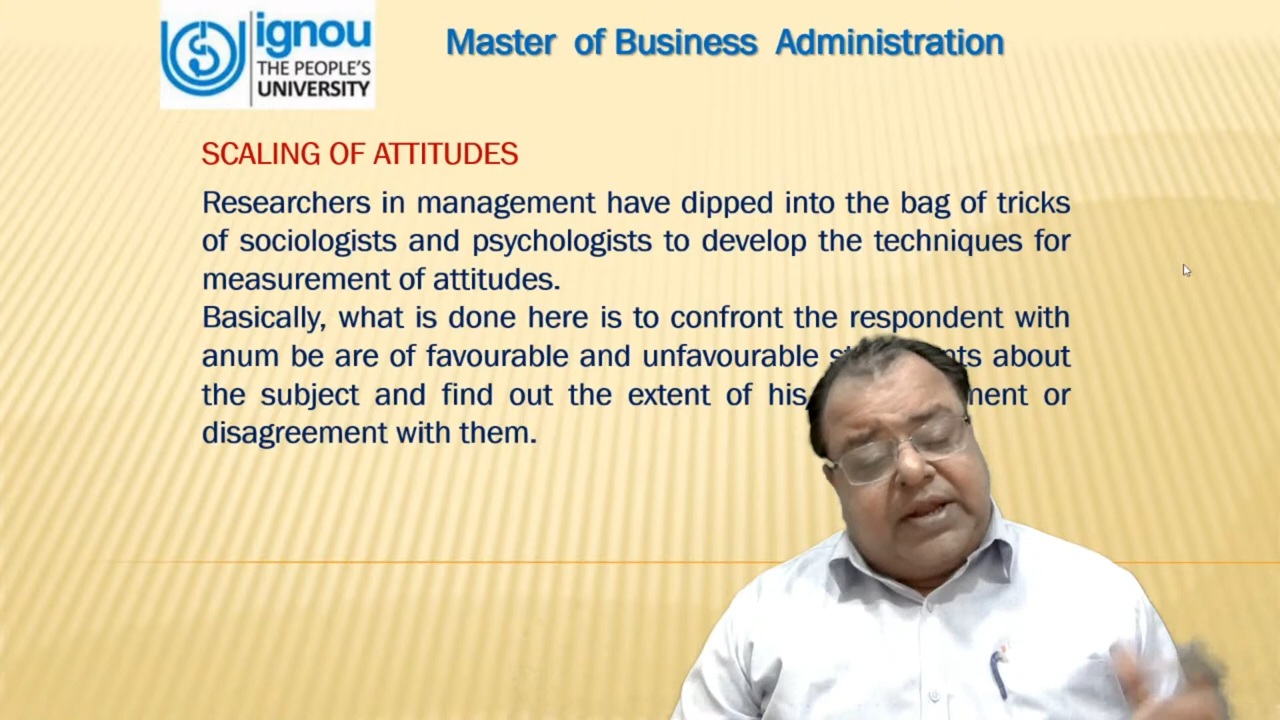 ignou
THE PEOPLE'S
UNIVERSITY
Master of Business Administration
SCALING OF ATTITUDES
Researchers in management have dipped into the bag of tricks
of sociologists and psychologists to develop the techniques for
measurement of attitudes.
Basically, what is done here is to confront the respondent with
anum be are of favourable and unfavourable about
the subject and find out the extent of his or
disagreement with them.